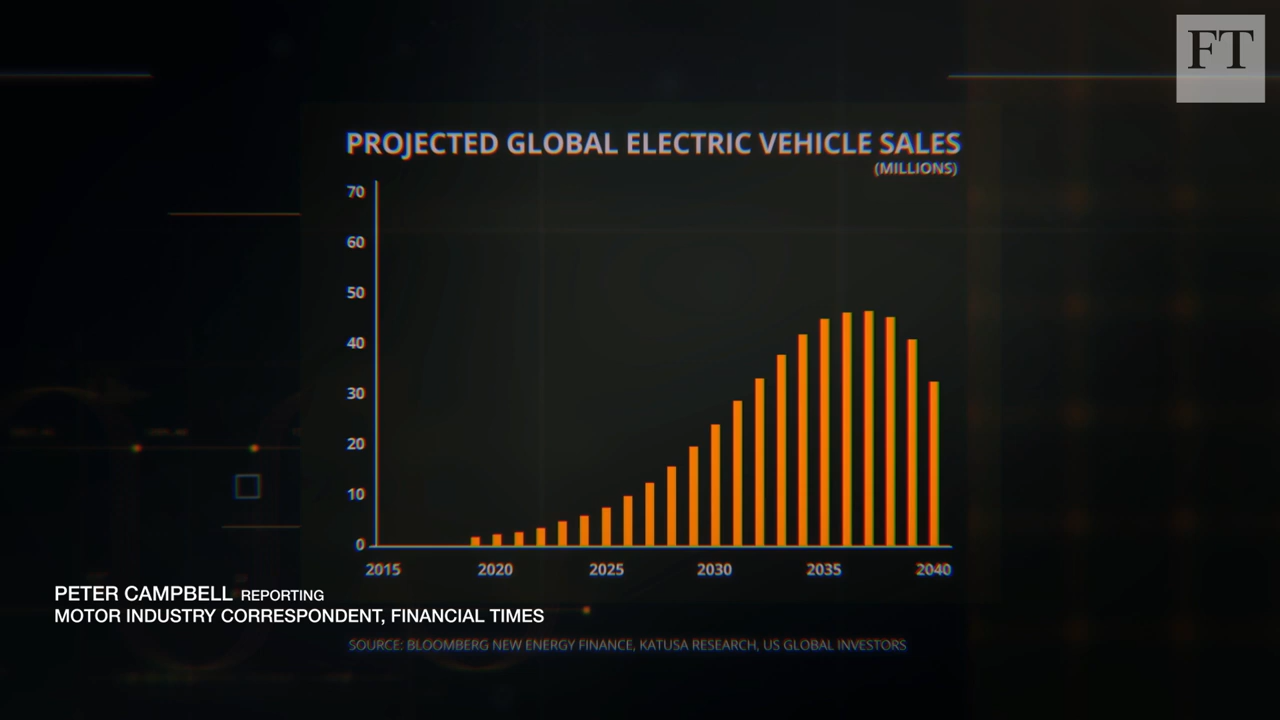 FT
PROJECTED GLOBAL ELECTRIC VEHICLE SALES
(MILLIONS)
70
60
50
40
30
20
10
0
2015 2020 2025 2030 2035 2040
PETER CAMPBELL REPORTING
MOTOR INDUSTRY CORRESPONDENT, FINANCIAL TIMES
SOURCE: BLOOMBERG NEW ENERGY FINANCE, KATUSA RESEARCH, US GLOBAL INVESTORS